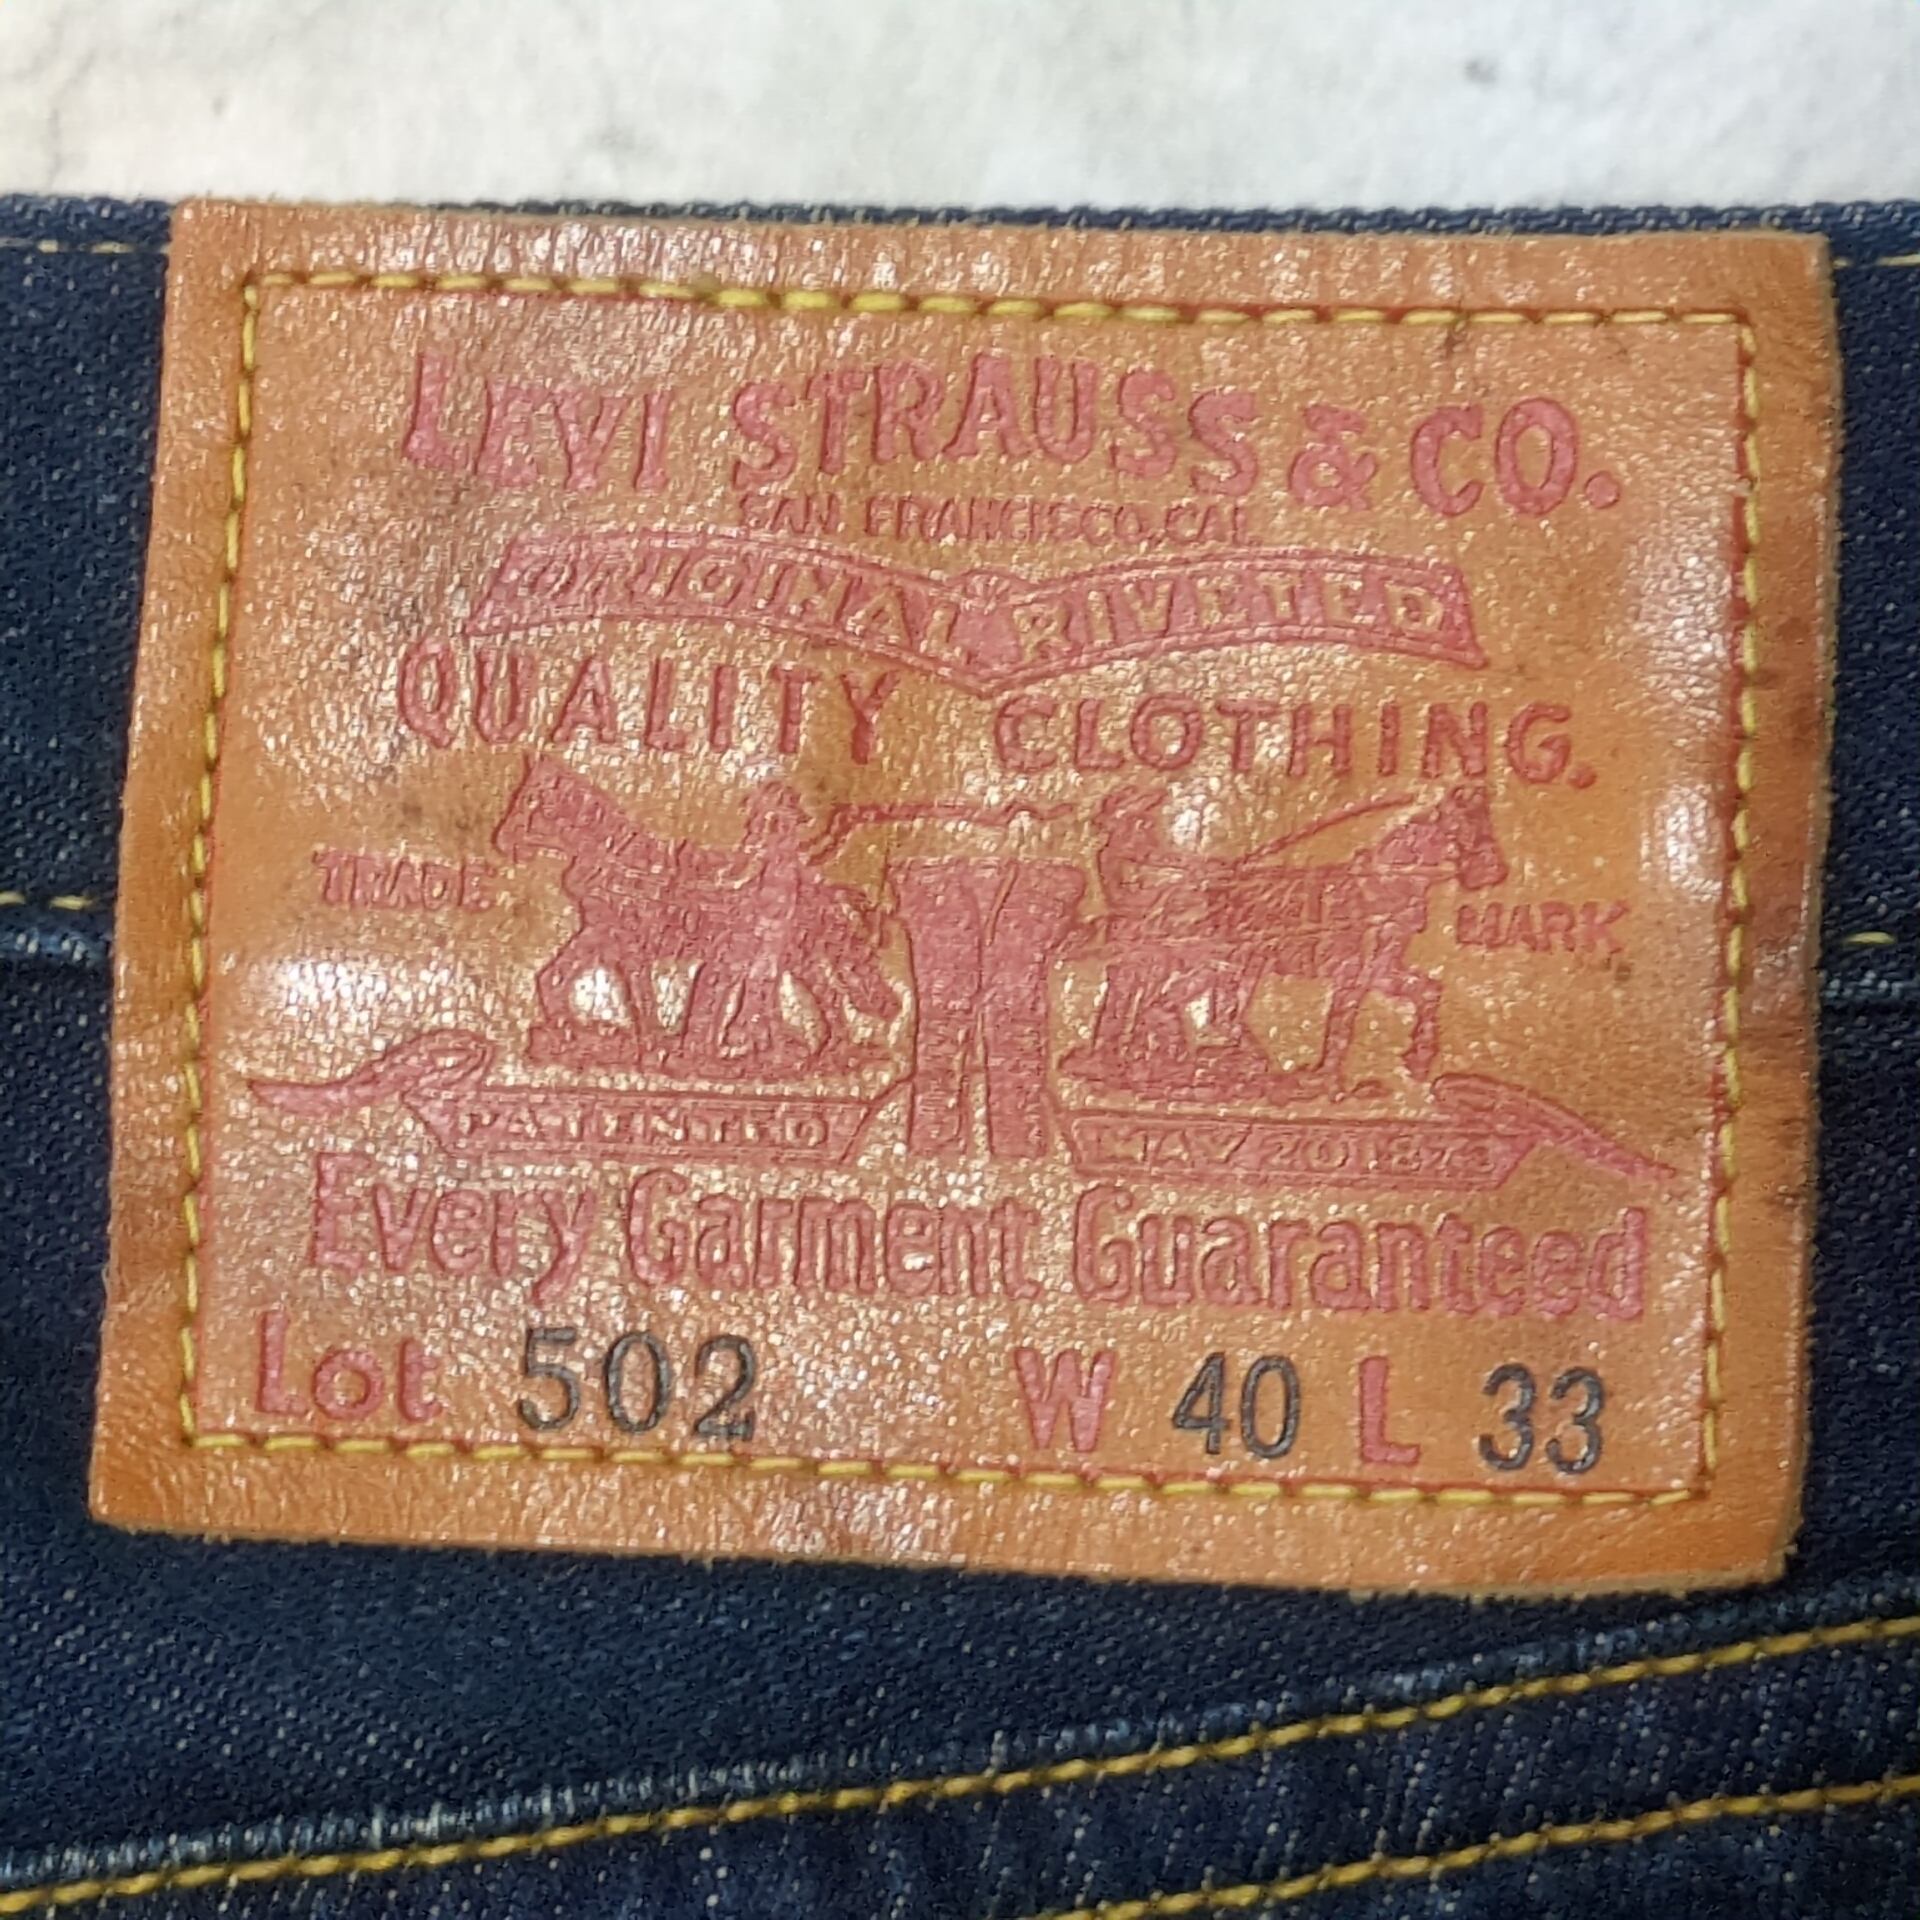 LEVI STRAUSS & CO.
SAN FRANCISCO, CAL.
ORIGINAL RIVETED
QUALITY CLOTHING.
TRADE MARK
PATENTED MAY 20 1873
Every Garment Guaranteed
Lot 502 W 40 L 33